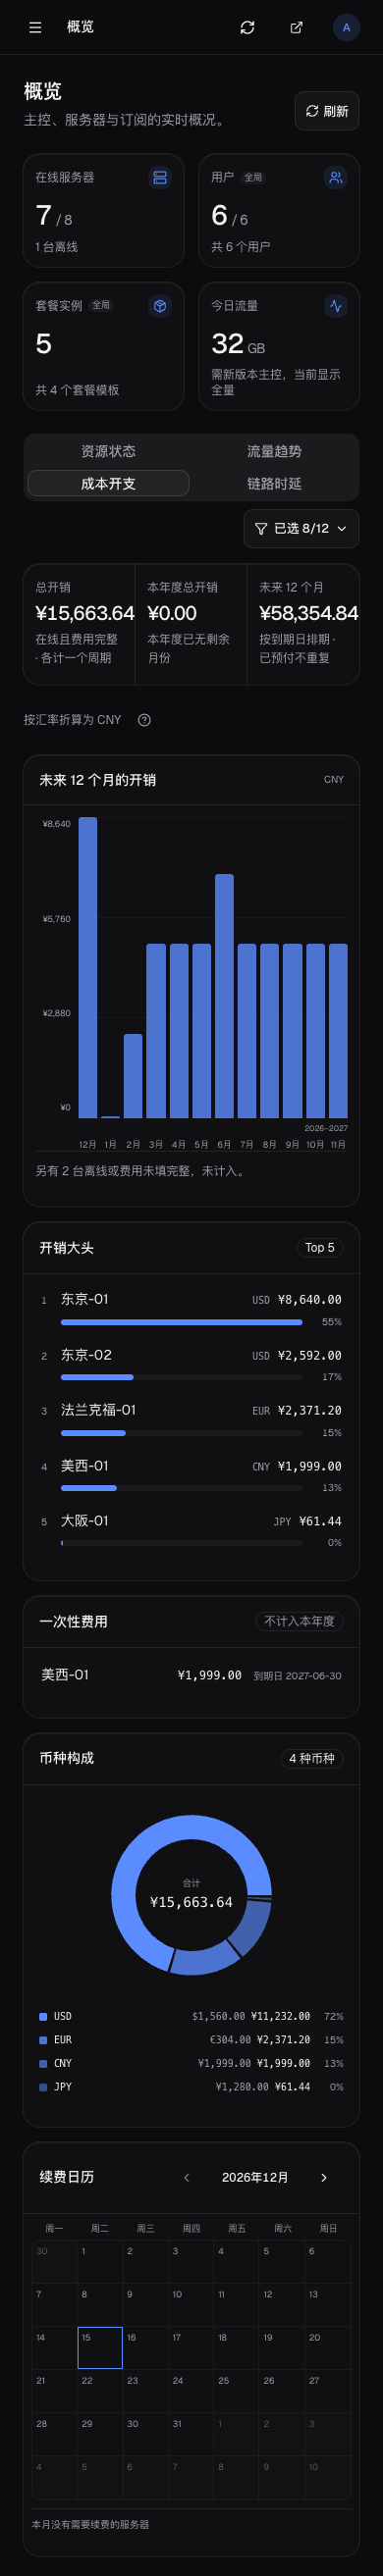 概览
A
概览
主控、服务器与订阅的实时概况。
刷新
在线服务器
7 / 8
1 台离线
用户 全局
6 / 6
共 6 个用户
套餐实例 全局
5
共 4 个套餐模板
今日流量
32 GB
需新版本主控，当前显示
全量
资源状态
流量趋势
成本开支
链路时延
已选 8/12
总开销
¥15,663.64
在线且费用完整
· 各计一个周期
本年度总开销
¥0.00
本年度已无剩余
月份
未来 12 个月
¥58,354.84
按到期日排期 ·
已预付不重复
按汇率折算为 CNY
未来 12 个月的开销
CNY
¥8,640
¥5,760
¥2,880
¥0
2026–2027
12月 1月 2月 3月 4月 5月 6月 7月 8月 9月 10月 11月
另有 2 台离线或费用未填完整，未计入。
开销大头
Top 5
1 东京-01 USD ¥8,640.00
55%
2 东京-02 USD ¥2,592.00
17%
3 法兰克福-01 EUR ¥2,371.20
15%
4 美西-01 CNY ¥1,999.00
13%
5 大阪-01 JPY ¥61.44
0%
一次性费用
不计入本年度
美西-01 ¥1,999.00 到期日 2027-06-30
币种构成
4 种币种
合计
¥15,663.64
USD $1,560.00 ¥11,232.00 72%
EUR €304.00 ¥2,371.20 15%
CNY ¥1,999.00 ¥1,999.00 13%
JPY ¥1,280.00 ¥61.44 0%
续费日历
2026年12月
周一 周二 周三 周四 周五 周六 周日
30 1 2 3 4 5 6
7 8 9 10 11 12 13
14 15 16 17 18 19 20
21 22 23 24 25 26 27
28 29 30 31 1 2 3
4 5 6 7 8 9 10
本月没有需要续费的服务器